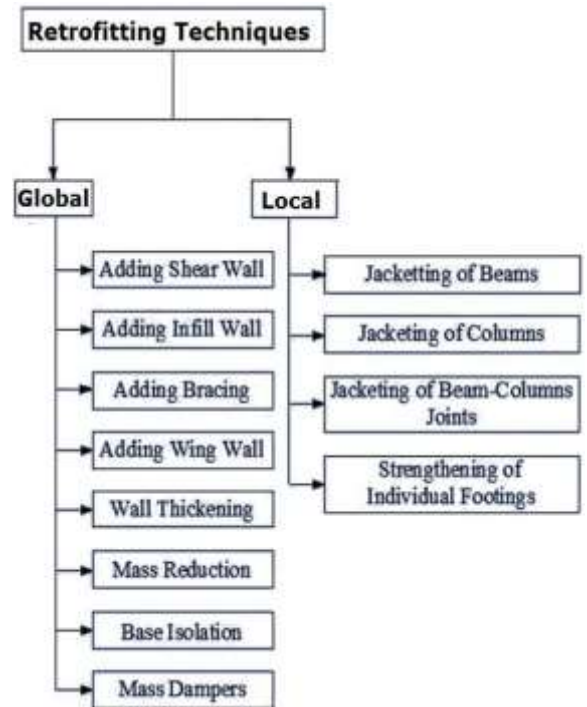 Retrofitting Techniques
Global
Local
Adding Shear Wall
Adding Infill Wall
Adding Bracing
Adding Wing Wall
Wall Thickening
Mass Reduction
Base Isolation
Mass Dampers
Jacketting of Beams
Jacketing of Columns
Jacketing of Beam-Columns
Joints
Strengthening of
Individual Footings